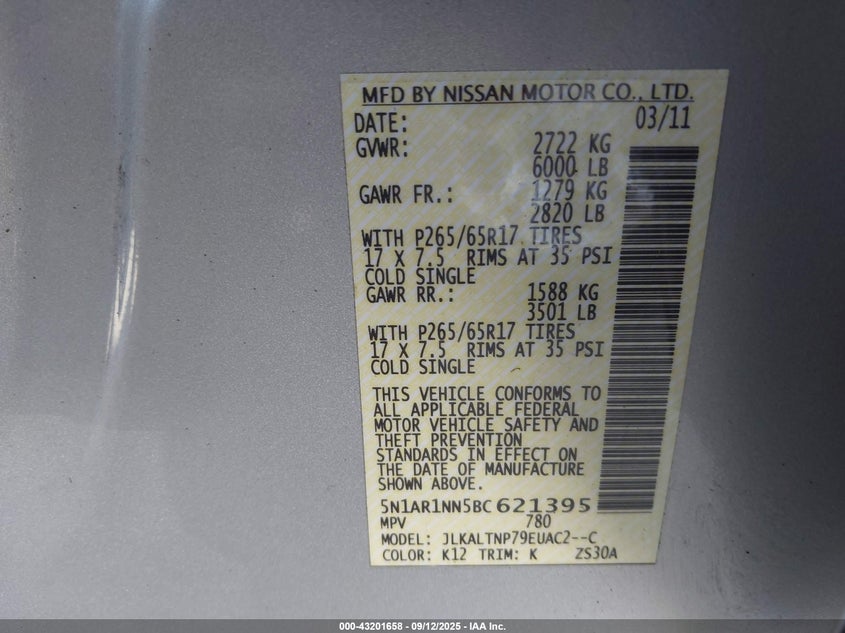 MFD BY NISSAN MOTOR CO., LTD.
DATE: 03/11
GVWR: 2722 KG
6000 LB
GAWR FR.: 1279 KG
2820 LB
WITH P265/65R17 TIRES
17 X 7.5 RIMS AT 35 PSI
COLD SINGLE
GAWR RR.: 1588 KG
3501 LB
WITH P265/65R17 TIRES
17 X 7.5 RIMS AT 35 PSI
COLD SINGLE
THIS VEHICLE CONFORMS TO
ALL APPLICABLE FEDERAL
MOTOR VEHICLE SAFETY AND
THEFT PREVENTION
STANDARDS IN EFFECT ON
THE DATE OF MANUFACTURE
SHOWN ABOVE.
5N1AR1NN5BC621395
MPV 780
MODEL: JLKALTNP79EUAC2--C
COLOR: K12 TRIM: K ZS30A
000-43201658 - 09/12/2025 - IAA Inc.